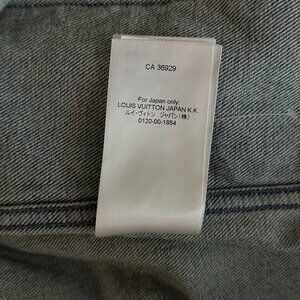 CA 36929
For Japan only:
LOUIS VUITTON JAPAN K.K.
ルイ・ヴィトン ジャパン(株)
0120-00-1854